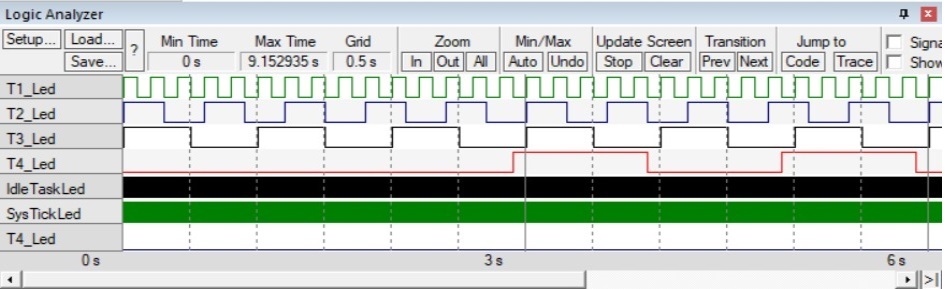 Logic Analyzer
Setup... Load... ? Min Time Max Time Grid Zoom Min/Max Update Screen Transition Jump to Signa
Save... 0 s 9.152935 s 0.5 s In Out All Auto Undo Stop Clear Prev Next Code Trace Show
T1_Led
T2_Led
T3_Led
T4_Led
IdleTaskLed
SysTickLed
T4_Led
0 s 3 s 6 s